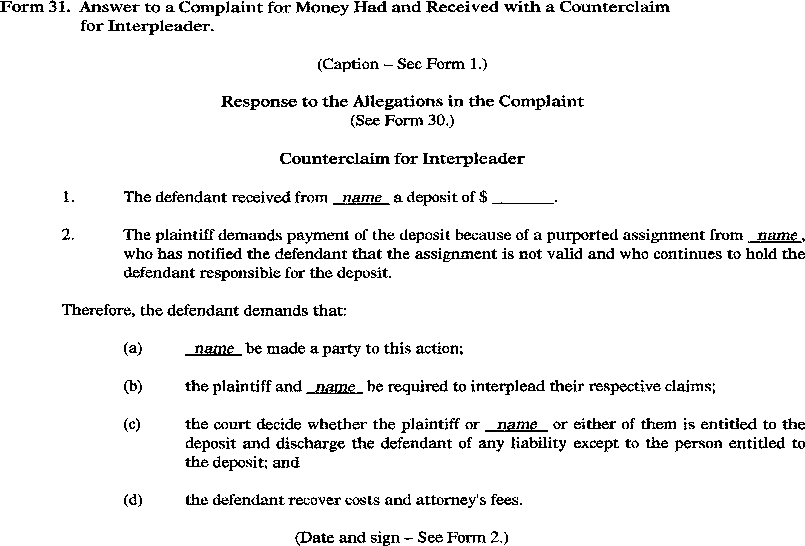 Form 31. Answer to a Complaint for Money Had and Received with a Counterclaim
for Interpleader.
(Caption – See Form 1.)
Response to the Allegations in the Complaint
(See Form 30.)
Counterclaim for Interpleader
1. The defendant received from name a deposit of $ ________.
2. The plaintiff demands payment of the deposit because of a purported assignment from name,
who has notified the defendant that the assignment is not valid and who continues to hold the
defendant responsible for the deposit.
Therefore, the defendant demands that:
(a) name be made a party to this action;
(b) the plaintiff and name be required to interplead their respective claims;
(c) the court decide whether the plaintiff or name or either of them is entitled to the
deposit and discharge the defendant of any liability except to the person entitled to
the deposit; and
(d) the defendant recover costs and attorney's fees.
(Date and sign – See Form 2.)